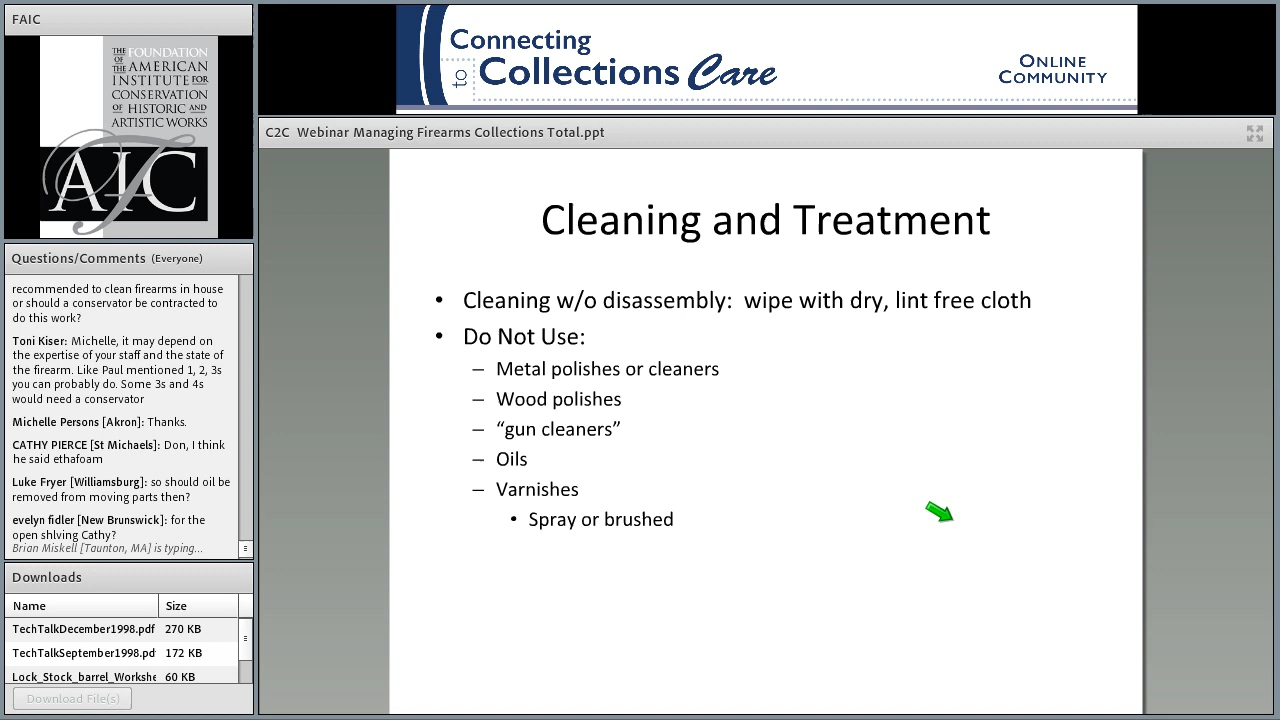 FAIC
THE FOUNDATION
OF THE AMERICAN
INSTITUTE FOR
CONSERVATION
OF HISTORIC AND
ARTISTIC WORKS
AIC
Connecting
to Collections Care
ONLINE
COMMUNITY
C2C Webinar Managing Firearms Collections Total.ppt
Cleaning and Treatment
• Cleaning w/o disassembly: wipe with dry, lint free cloth
• Do Not Use:
– Metal polishes or cleaners
– Wood polishes
– “gun cleaners”
– Oils
– Varnishes
• Spray or brushed
Questions/Comments (Everyone)
recommended to clean firearms in house
or should a conservator be contracted to
do this work?
Toni Kiser: Michelle, it may depend on
the expertise of your staff and the state of
the firearm. Like Paul mentioned 1, 2, 3s
you can probably do. Some 3s and 4s
would need a conservator
Michelle Persons [Akron]: Thanks.
CATHY PIERCE [St Michaels]: Don, I think
he said ethafoam
Luke Fryer [Williamsburg]: so should oil be
removed from moving parts then?
evelyn fidler [New Brunswick]: for the
open shlving Cathy?
Brian Miskell [Taunton, MA] is typing...
Downloads
Name Size
TechTalkDecember1998.pdf 270 KB
TechTalkSeptember1998.pd 172 KB
Lock_Stock_barrel_Workshe 60 KB
Download File(s)